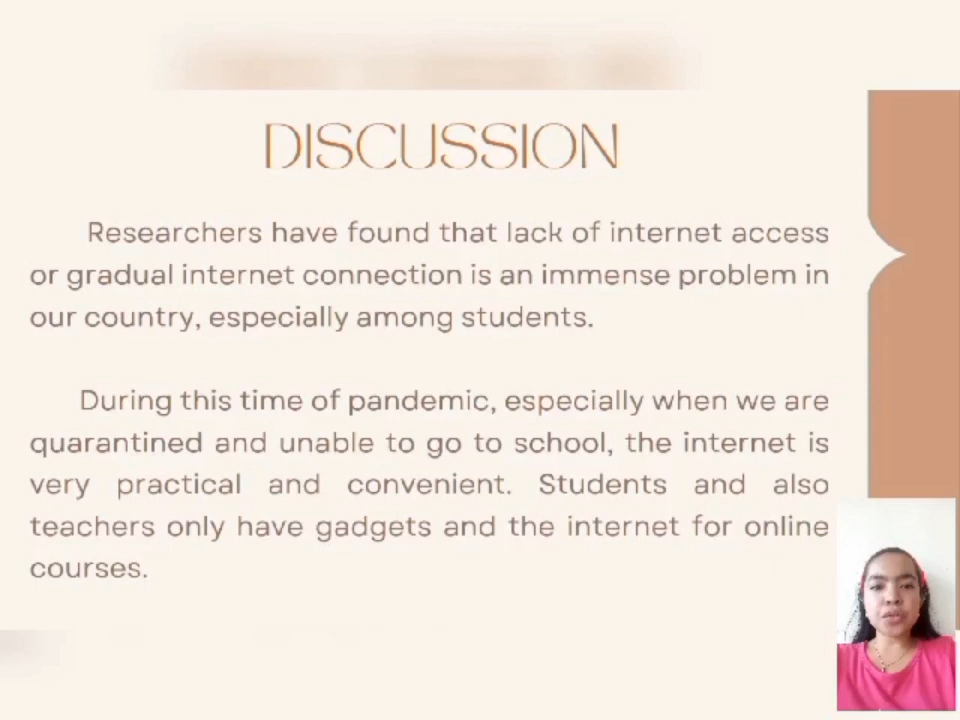 DISCUSSION
Researchers have found that lack of internet access
or gradual internet connection is an immense problem in
our country, especially among students.
During this time of pandemic, especially when we are
quarantined and unable to go to school, the internet is
very practical and convenient. Students and also
teachers only have gadgets and the internet for online
courses.